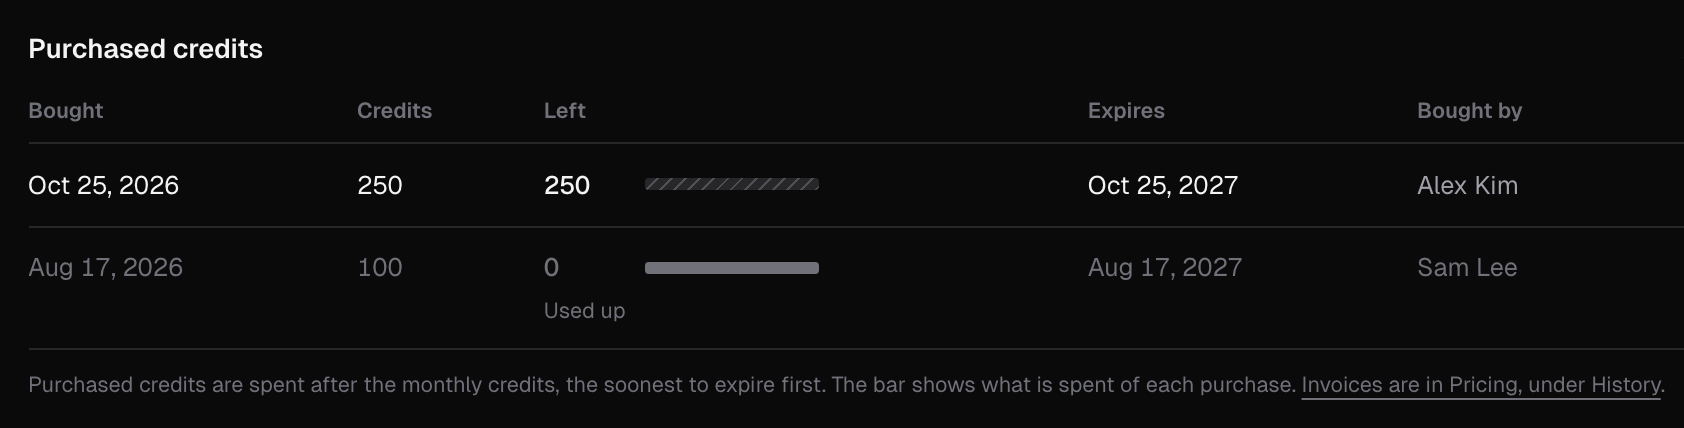 Purchased credits
Bought Credits Left Expires Bought by
Oct 25, 2026 250 250 Oct 25, 2027 Alex Kim
Aug 17, 2026 100 0 Aug 17, 2027 Sam Lee
Used up
Purchased credits are spent after the monthly credits, the soonest to expire first. The bar shows what is spent of each purchase. Invoices are in Pricing, under History.